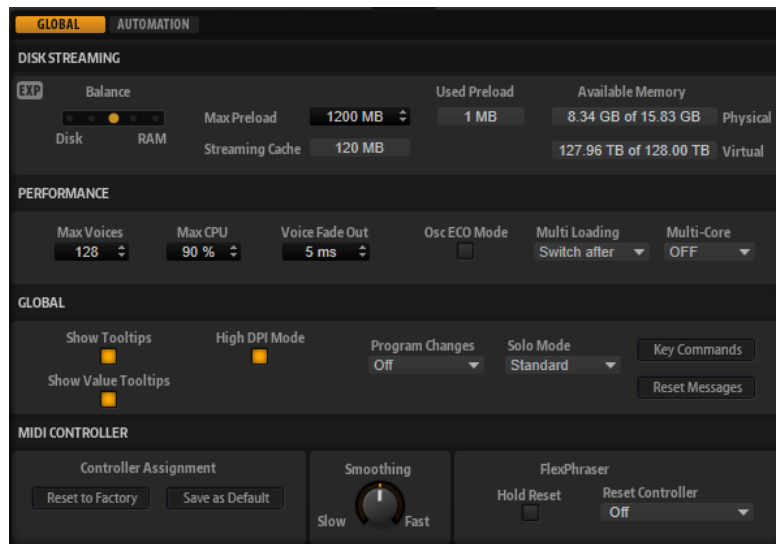 GLOBAL AUTOMATION
DISK STREAMING
EXP Balance Used Preload Available Memory
Max Preload 1200 MB 1 MB 8.34 GB of 15.83 GB Physical
Disk RAM Streaming Cache 120 MB 127.96 TB of 128.00 TB Virtual
PERFORMANCE
Max Voices Max CPU Voice Fade Out Osc ECO Mode Multi Loading Multi-Core
128 90 % 5 ms Switch after OFF
GLOBAL
Show Tooltips High DPI Mode Program Changes Solo Mode
Off Standard Key Commands
Show Value Tooltips Reset Messages
MIDI CONTROLLER
Controller Assignment Smoothing FlexPhraser
Reset to Factory Save as Default Hold Reset Reset Controller
Slow Fast Off